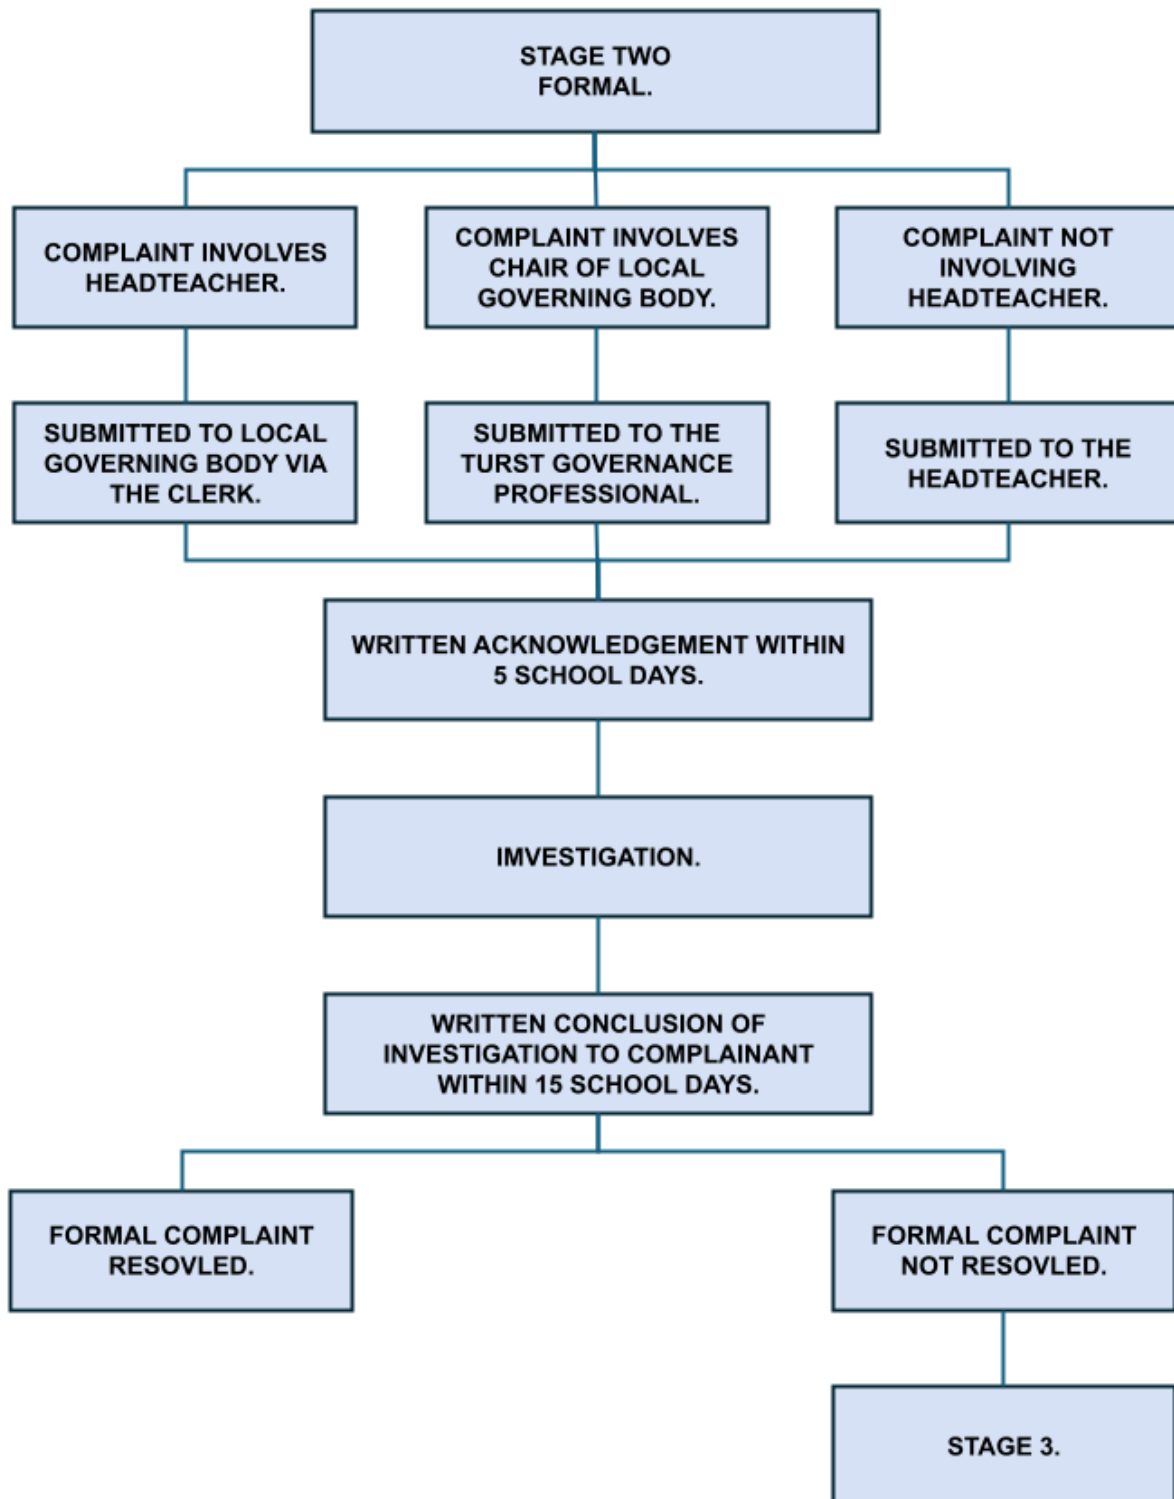 STAGE TWO
FORMAL.
COMPLAINT INVOLVES
HEADTEACHER.
COMPLAINT INVOLVES
CHAIR OF LOCAL
GOVERNING BODY.
COMPLAINT NOT
INVOLVING
HEADTEACHER.
SUBMITTED TO LOCAL
GOVERNING BODY VIA
THE CLERK.
SUBMITTED TO THE
TURST GOVERNANCE
PROFESSIONAL.
SUBMITTED TO THE
HEADTEACHER.
WRITTEN ACKNOWLEDGEMENT WITHIN
5 SCHOOL DAYS.
IMVESTIGATION.
WRITTEN CONCLUSION OF
INVESTIGATION TO COMPLAINANT
WITHIN 15 SCHOOL DAYS.
FORMAL COMPLAINT
RESOVLED.
FORMAL COMPLAINT
NOT RESOVLED.
STAGE 3.